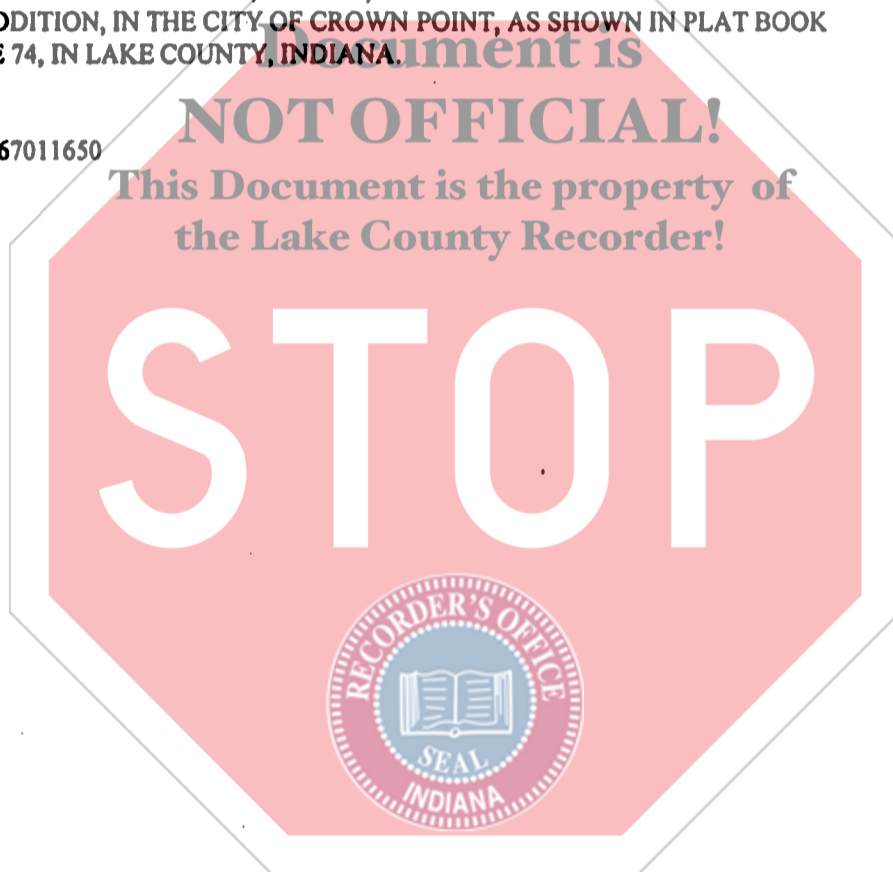 DDITION, IN THE CITY OF CROWN POINT, AS SHOWN IN PLAT BOOK
E 74, IN LAKE COUNTY, INDIANA.
Document is
NOT OFFICIAL!
67011650
This Document is the property of
the Lake County Recorder!
STOP
RECORDER'S OFFICE
SEAL
INDIANA